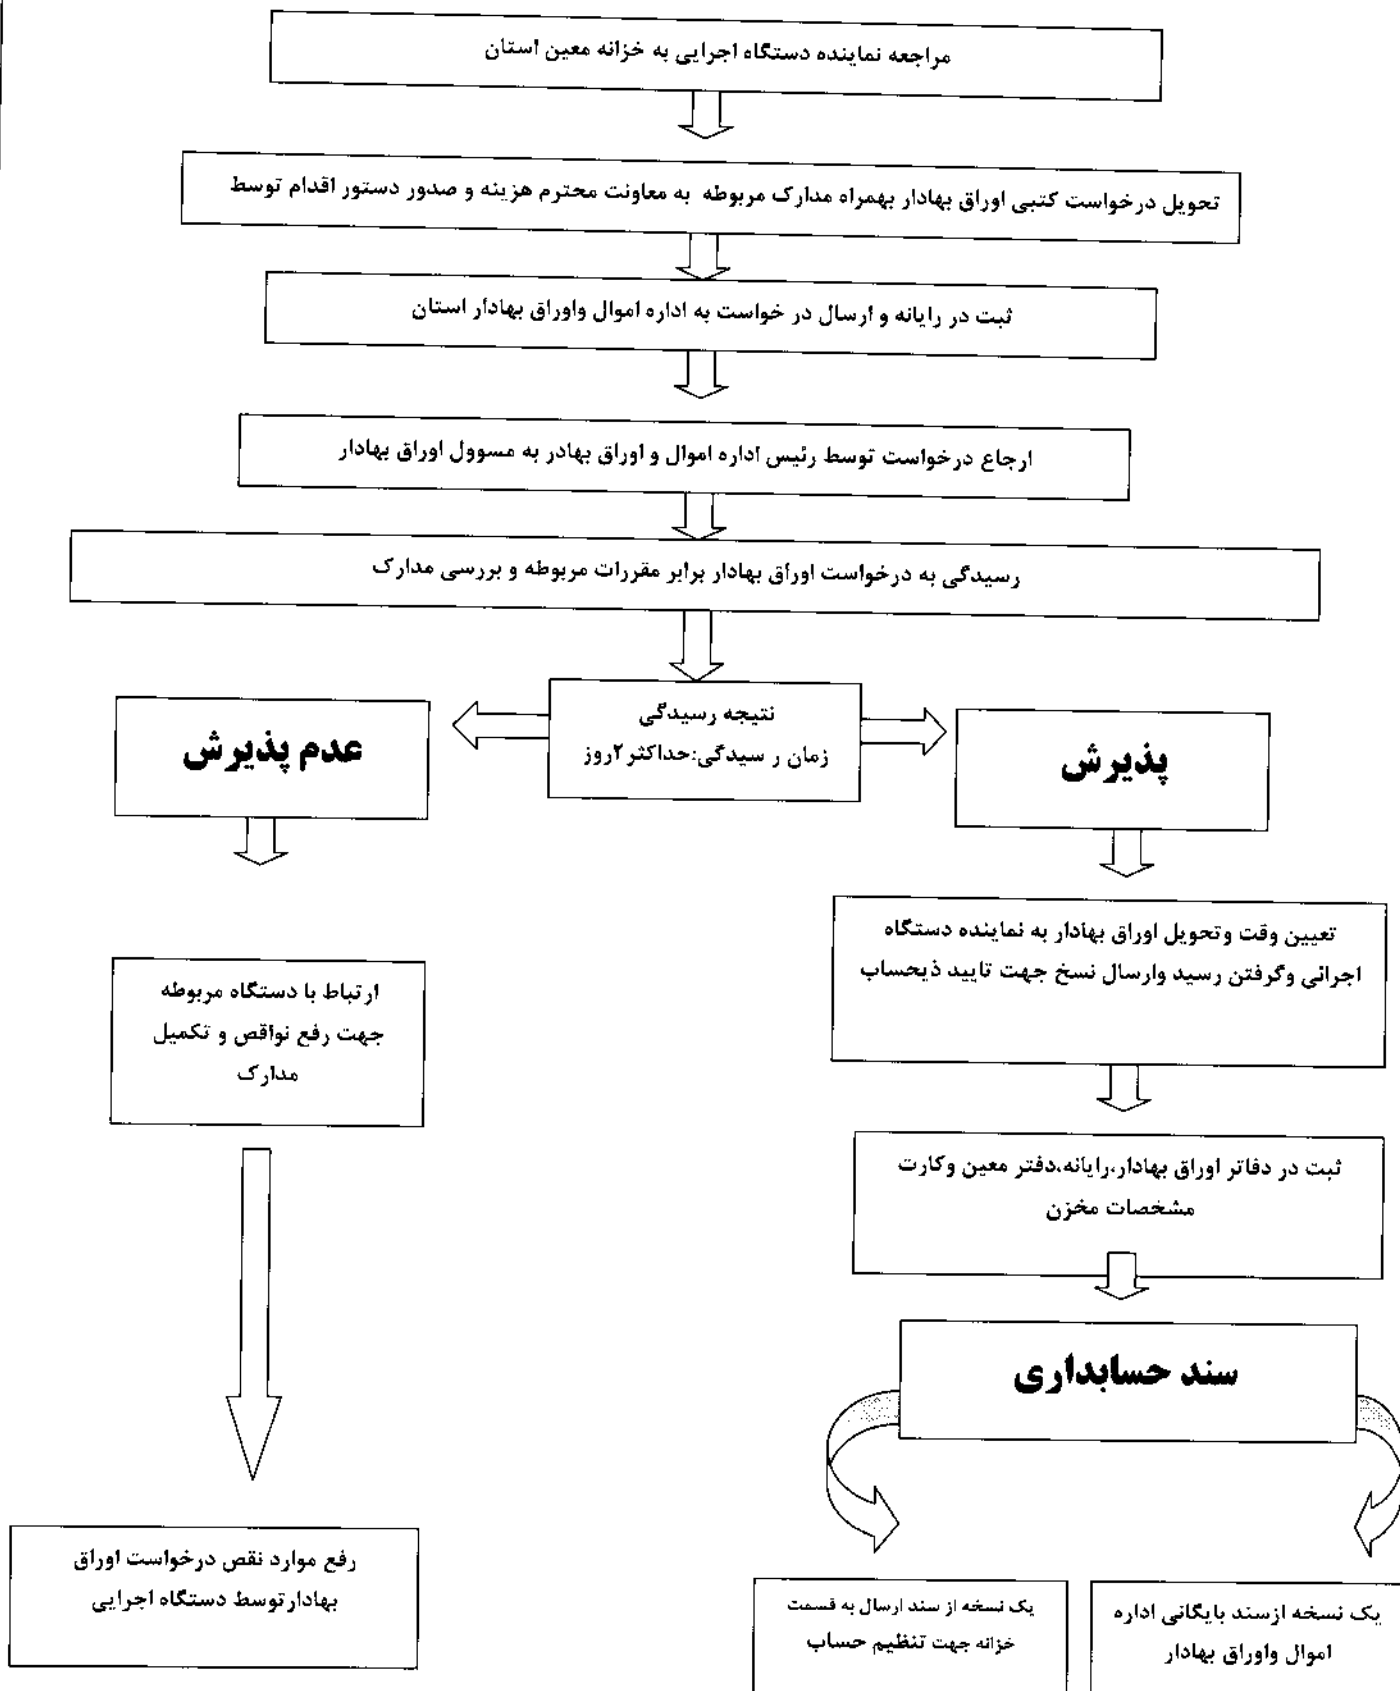 مراجعه نماینده دستگاه اجرایی به خزانه معین استان
تحویل درخواست کتبی اوراق بهادار بهمراه مدارک مربوطه به معاونت محترم هزینه و صدور دستور اقدام توسط
ثبت در رایانه و ارسال در خواست به اداره اموال واوراق بهادار استان
ارجاع درخواست توسط رئیس اداره اموال و اوراق بهادر به مسوول اوراق بهادار
رسیدگی به درخواست اوراق بهادار برابر مقررات مربوطه و بررسی مدارک
نتیجه رسیدگی
زمان ر سیدگی:حداکثر۲روز
پذیرش
عدم پذیرش
تعیین وقت وتحویل اوراق بهادار به نماینده دستگاه
اجرائی وگرفتن رسید وارسال نسخ جهت تایید ذیحساب
ارتباط با دستگاه مربوطه
جهت رفع نواقص و تکمیل
مدارک
ثبت در دفاتر اوراق بهادار،رایانه،دفتر معین وکارت
مشخصات مخزن
سند حسابداری
یک نسخه ازسند بایگانی اداره
اموال واوراق بهادار
یک نسخه از سند ارسال به قسمت
خزانه جهت تنظیم حساب
رفع موارد نقص درخواست اوراق
بهادارتوسط دستگاه اجرایی